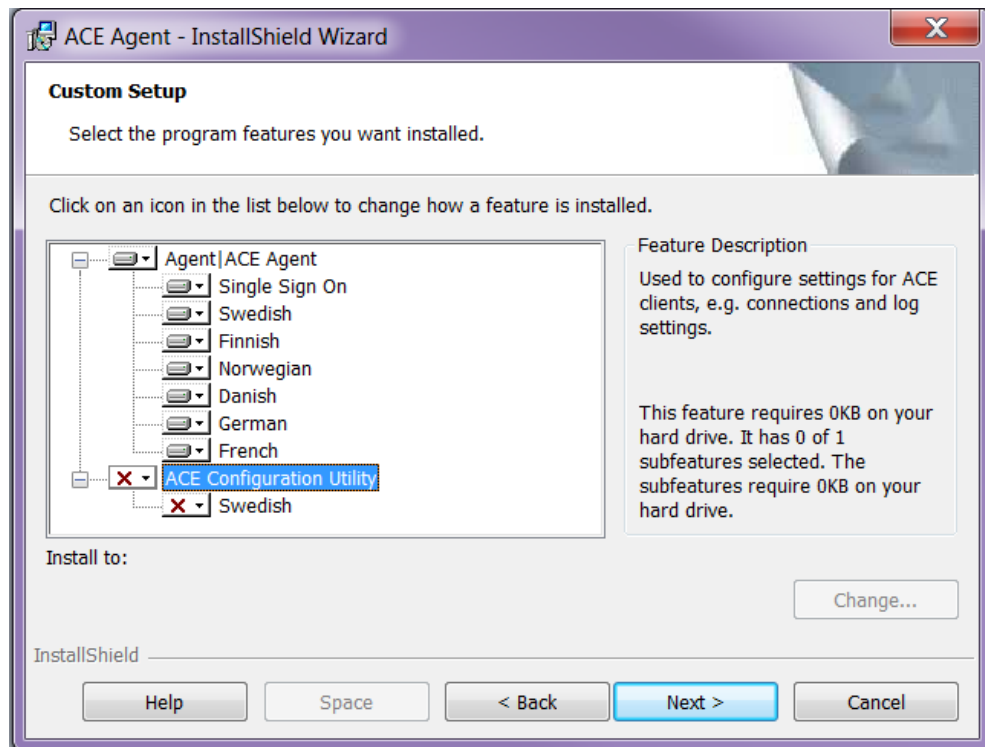 ACE Agent - InstallShield Wizard
Custom Setup
Select the program features you want installed.
Click on an icon in the list below to change how a feature is installed.
Agent|ACE Agent
Single Sign On
Swedish
Finnish
Norwegian
Danish
German
French
ACE Configuration Utility
Swedish
Feature Description
Used to configure settings for ACE
clients, e.g. connections and log
settings.
This feature requires 0KB on your
hard drive. It has 0 of 1
subfeatures selected. The
subfeatures require 0KB on your
hard drive.
Install to:
Change...
InstallShield
Help
Space
< Back
Next >
Cancel